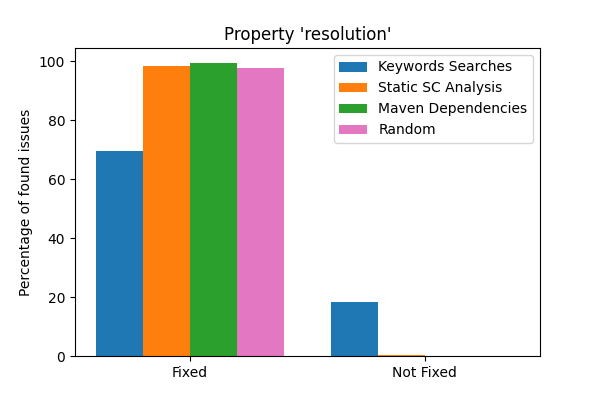 Property 'resolution'
Percentage of found issues
100
80
60
40
20
0
Keywords Searches
Static SC Analysis
Maven Dependencies
Random
Fixed
Not Fixed